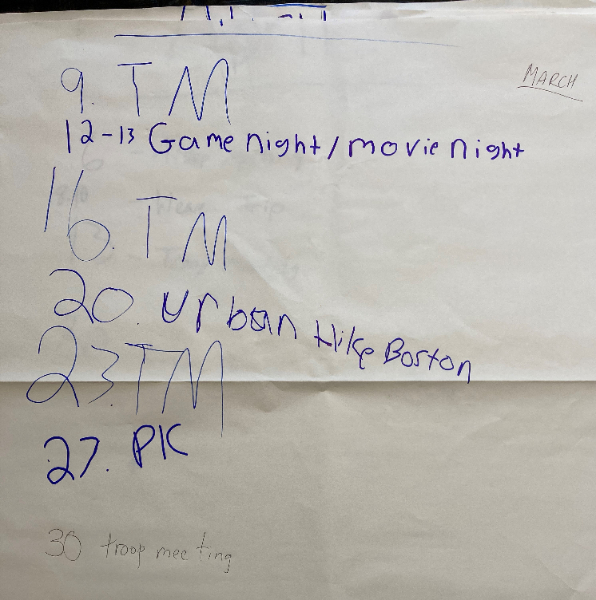 MARCH
9. TM
12-13 Game night/movie night
16. TM
20. Urban Hike Boston
23. TM
27. PK
30 troop meeting